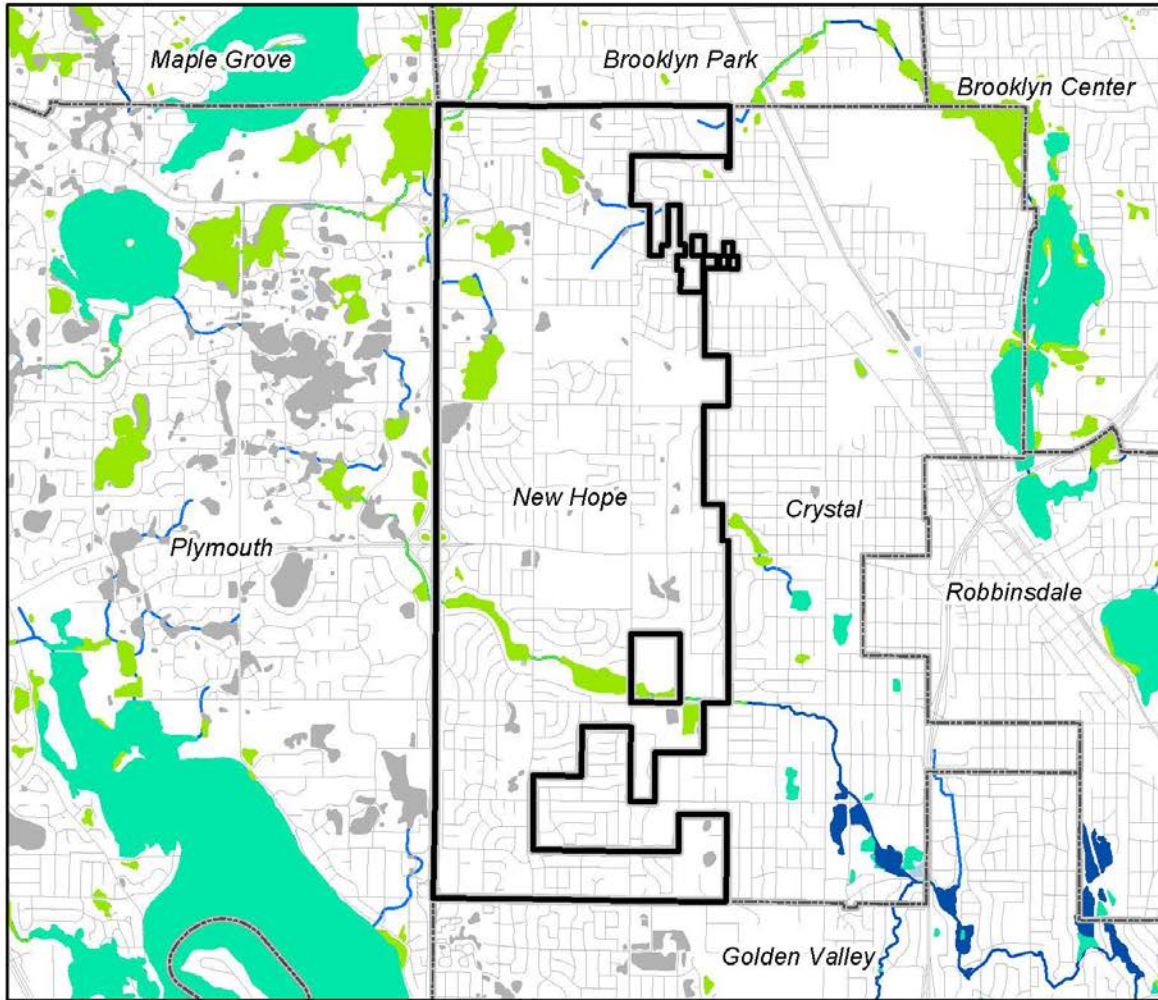 Maple Grove
Brooklyn Park
Brooklyn Center
New Hope
Crystal
Plymouth
Robbinsdale
Golden Valley